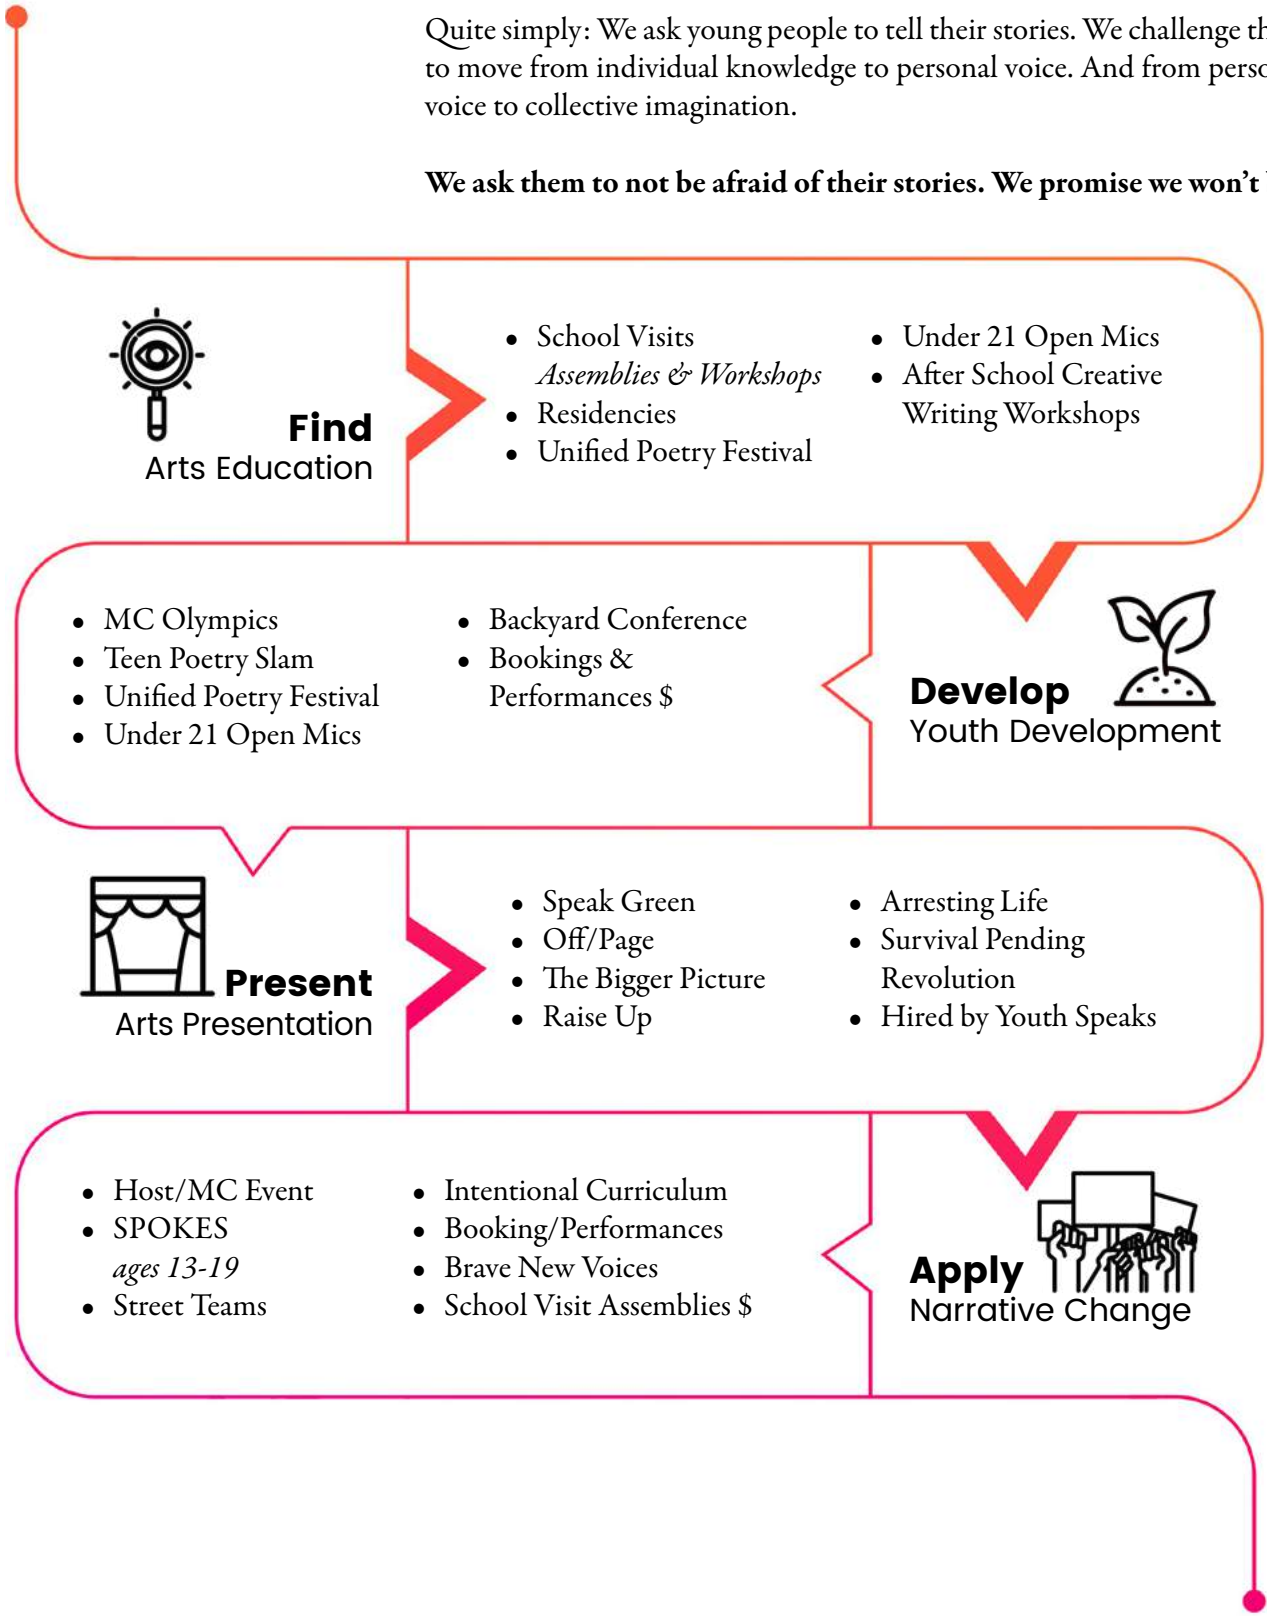 Quite simply: We ask young people to tell their stories. We challenge
to move from individual knowledge to personal voice. And from
voice to collective imagination.
We ask them to not be afraid of their stories. We promise we won’t
Find
Arts Education
• School Visits
Assemblies & Workshops
• Residencies
• Unified Poetry Festival
• Under 21 Open Mics
• After School Creative
Writing Workshops
Develop
Youth Development
• MC Olympics
• Teen Poetry Slam
• Unified Poetry Festival
• Under 21 Open Mics
• Backyard Conference
• Bookings &
Performances $
Present
Arts Presentation
• Speak Green
• Off/Page
• The Bigger Picture
• Raise Up
• Arresting Life
• Survival Pending
Revolution
• Hired by Youth Speaks
Apply
Narrative Change
• Host/MC Event
• SPOKES
ages 13-19
• Street Teams
• Intentional Curriculum
• Booking/Performances
• Brave New Voices
• School Visit Assemblies $